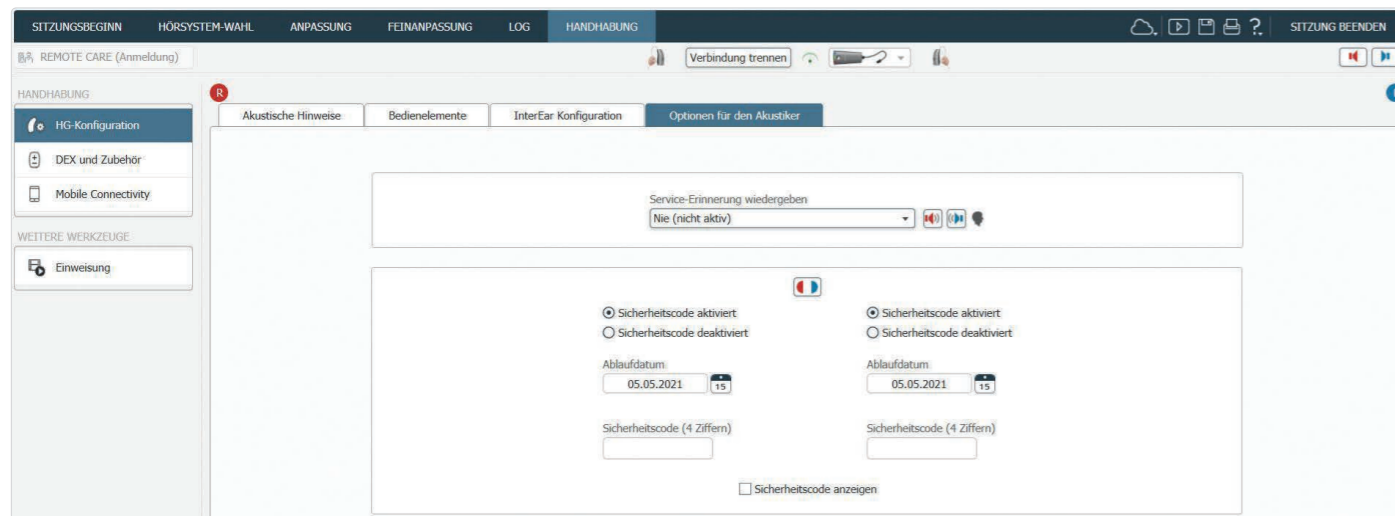 SITZUNGSBEGINN HÖRSYSTEM-WAHL ANPASSUNG FEINANPASSUNG LOG HANDHABUNG ? SITZUNG BEENDEN
REMOTE CARE (Anmeldung) Verbindung trennen
HANDHABUNG
R
Akustische Hinweise Bedienelemente InterEar Konfiguration Optionen für den Akustiker
HG-Konfiguration
DEX und Zubehör
Mobile Connectivity
Service-Erinnerung wiedergeben
Nie (nicht aktiv)
WEITERE WERKZEUGE
Einweisung
Sicherheitscode aktiviert Sicherheitscode aktiviert
Sicherheitscode deaktiviert Sicherheitscode deaktiviert
Ablaufdatum Ablaufdatum
05.05.2021 15 05.05.2021 15
Sicherheitscode (4 Ziffern) Sicherheitscode (4 Ziffern)
Sicherheitscode anzeigen